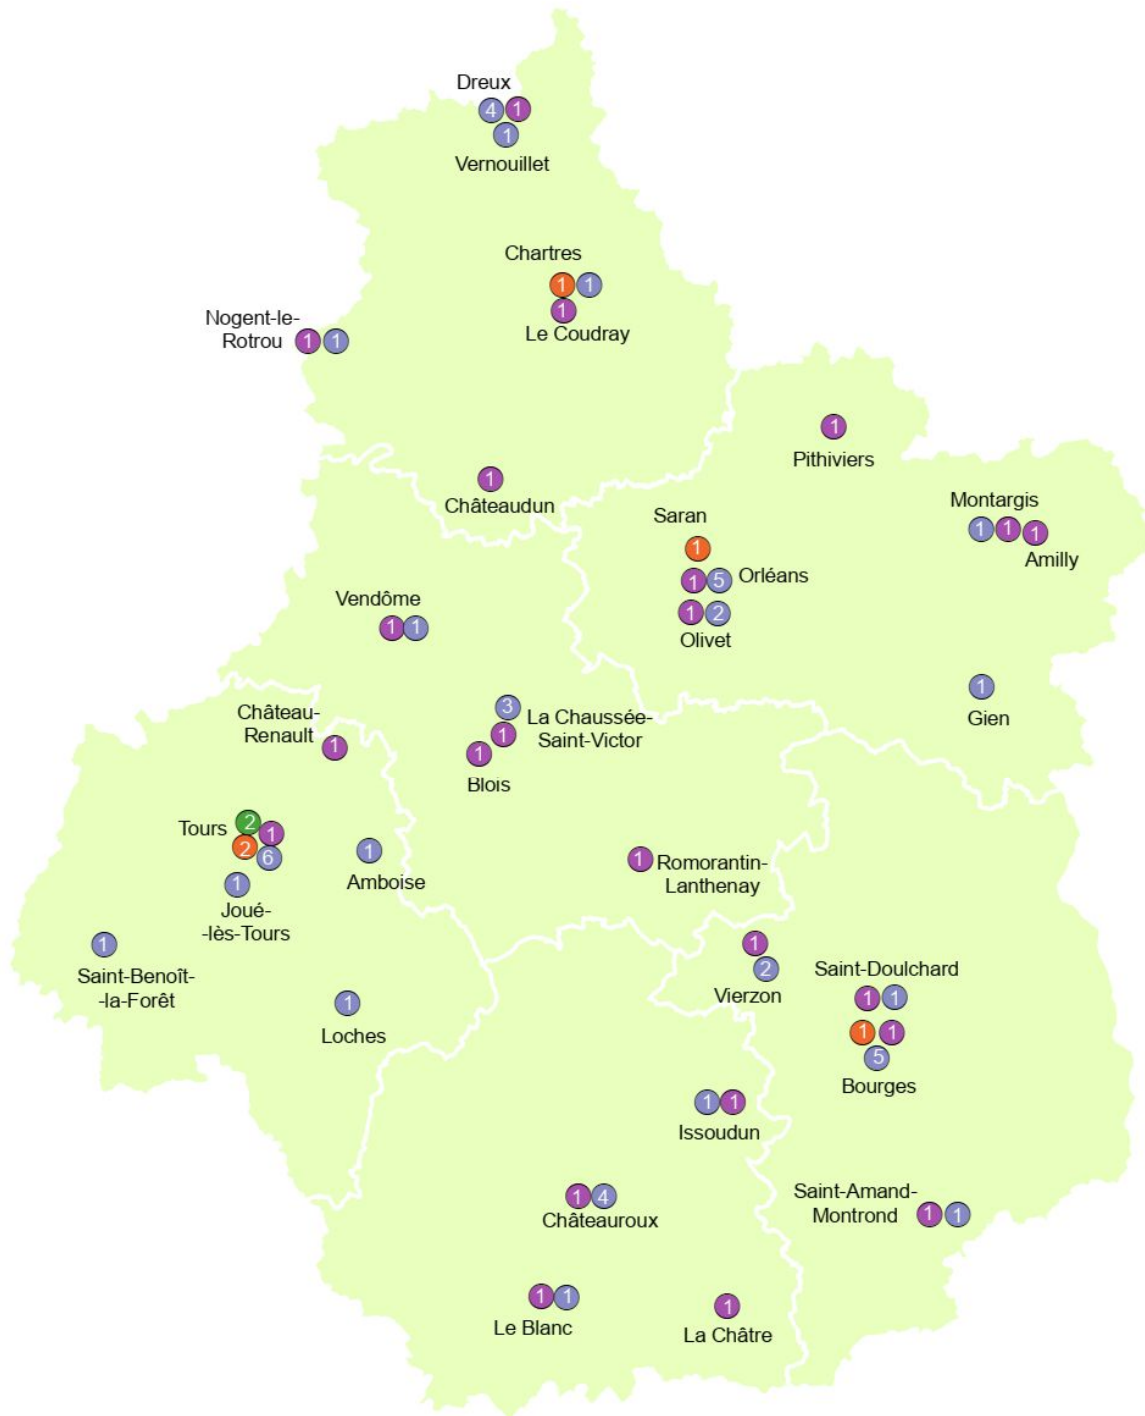 Dreux
4 1
1
Vernouillet
Chartres
1 1
1
Le Coudray
Nogent-le-
Rotrou
1 1
1
Pithiviers
1
Châteaudun
Montargis
1 1 1
Amilly
Saran
1
1 5 Orléans
1 2
Olivet
Vendôme
1 1
1
Gien
Château-
Renault
1
3
La Chaussée-
Saint-Victor
1
1
Blois
Tours
2 1
2 6
1
Joué-
-lès-Tours
1
Amboise
1
Romorantin-
Lanthenay
1
Saint-Benoît-
-la-Forêt
1
Loches
1
2
Vierzon
Saint-Doulchard
1 1
1 1
5
Bourges
1 1
Issoudun
1 4
Châteauroux
Saint-Amand-
Montrond
1 1
1 1
Le Blanc
1
La Châtre